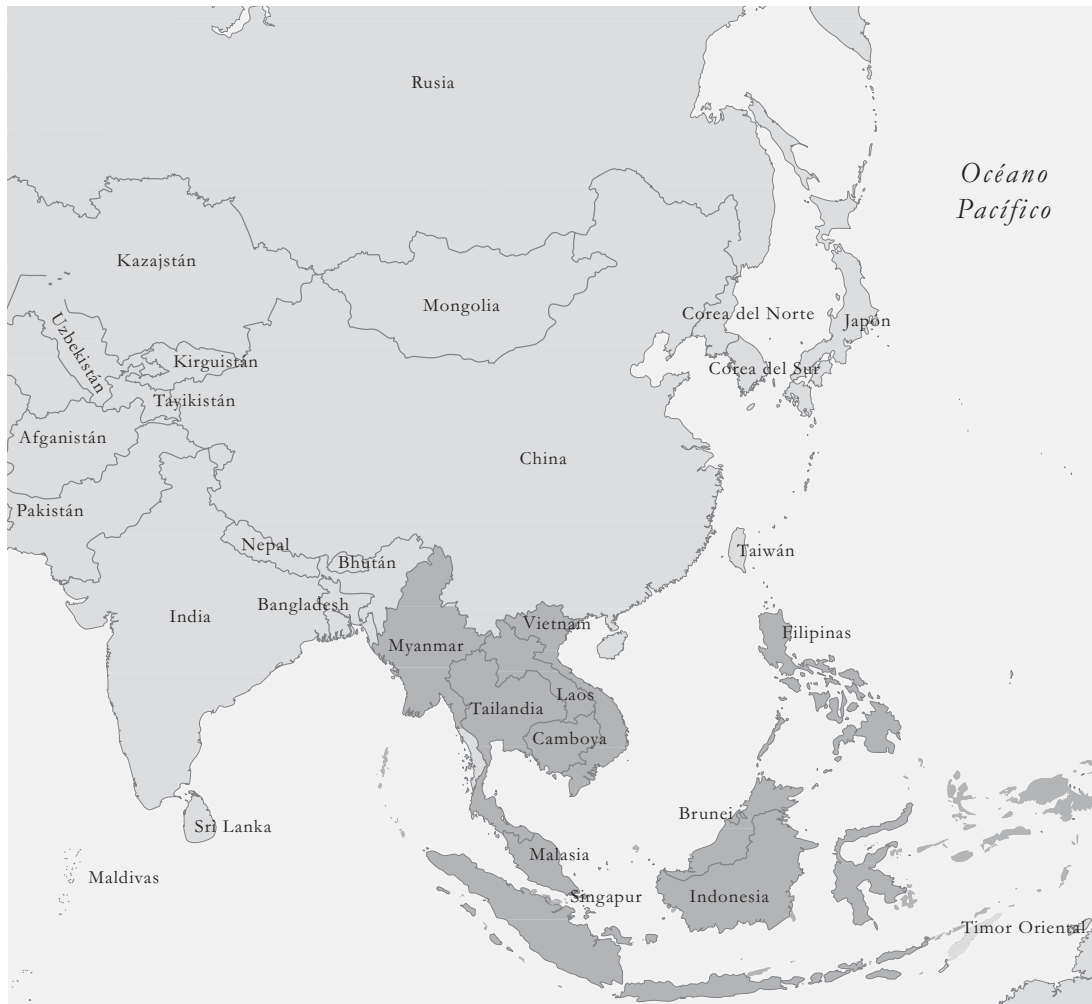 Rusia
Océano
Pacífico
Kazajstán
Mongolia
Corea del Norte
Japón
Uzbekistán
Kirguistán
Corea del Sur
Tayikistán
Afganistán
China
Pakistán
Nepal
Bhután
Taiwán
Bangladesh
India
Vietnam
Filipinas
Myanmar
Laos
Tailandia
Camboya
Brunei
Sri Lanka
Malasia
Maldivas
Singapur
Indonesia
Timor Oriental